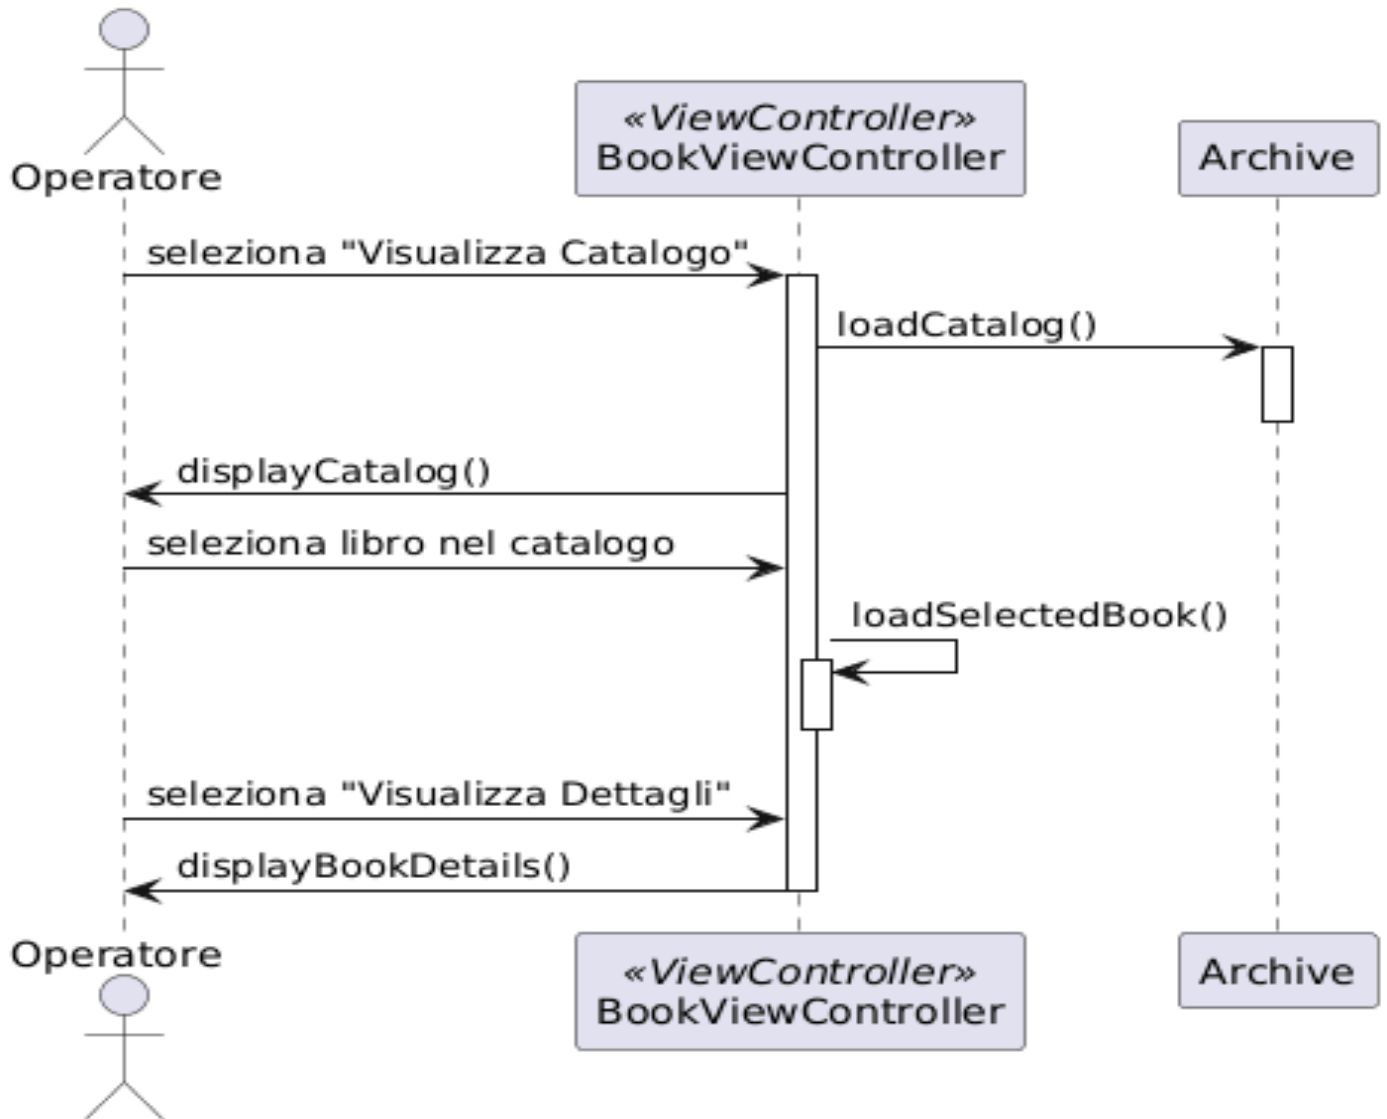 Operatore
«ViewController»
BookViewController
Archive
seleziona "Visualizza Catalogo"
loadCatalog()
displayCatalog()
seleziona libro nel catalogo
loadSelectedBook()
seleziona "Visualizza Dettagli"
displayBookDetails()
Operatore
«ViewController»
BookViewController
Archive